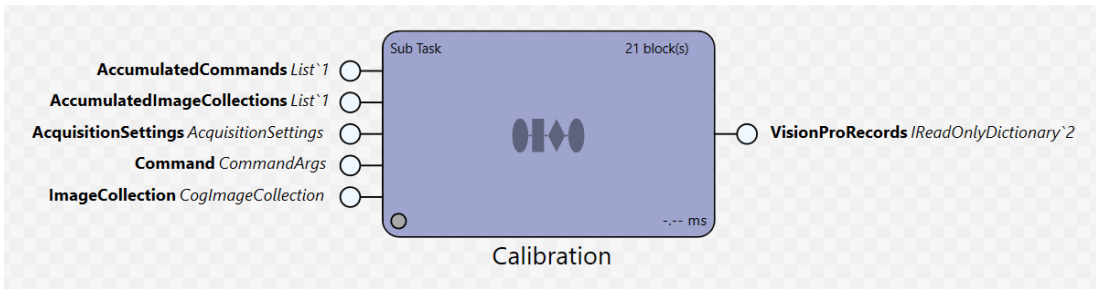 Sub Task
21 block(s)
AccumulatedCommands List`1
AccumulatedImageCollections List`1
AcquisitionSettings AcquisitionSettings
VisionProRecords IReadOnlyDictionary`2
Command CommandArgs
ImageCollection CogImageCollection
-.-- ms
Calibration